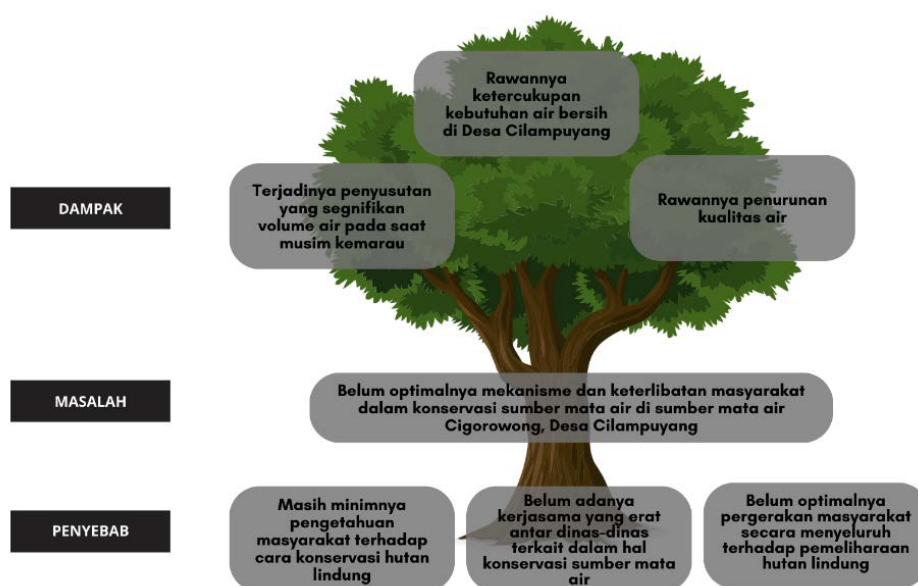 Rawannya
ketercukupan
kebutuhan air bersih
di Desa Cilampuyang
DAMPAK
Terjadinya penyusutan
yang segnifikan
volume air pada saat
musim kemarau
Rawannya penurunan
kualitas air
MASALAH
Belum optimalnya mekanisme dan keterlibatan masyarakat
dalam konservasi sumber mata air di sumber mata air
Cigorowong, Desa Cilampuyang
PENYEBAB
Masih minimnya
pengetahuan
masyarakat terhadap
cara konservasi hutan
lindung
Belum adanya
kerjasama yang erat
antar dinas-dinas
terkait dalam hal
konservasi sumber mata
air
Belum optimalnya
pergerakan masyarakat
secara menyeluruh
terhadap pemeliharaan
hutan lindung